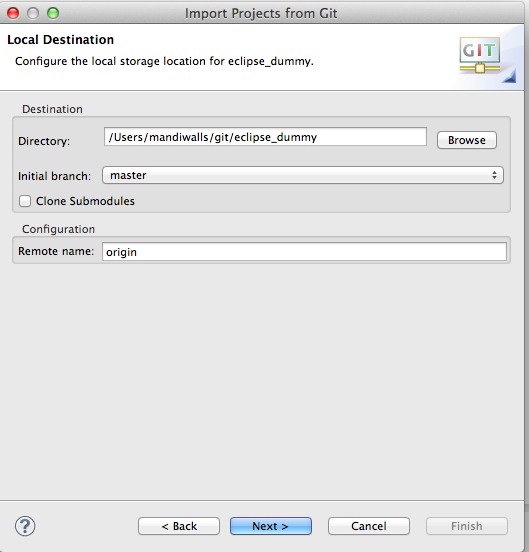 Import Projects from Git
Local Destination
Configure the local storage location for eclipse_dummy.
GIT
Destination
Directory: /Users/mandiwalls/git/eclipse_dummy Browse
Initial branch: master
Clone Submodules
Configuration
Remote name: origin
? < Back Next > Cancel Finish